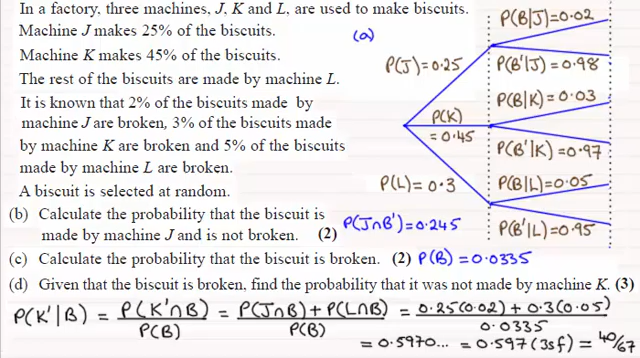 In a factory, three machines, J, K and L, are used to make biscuits.
Machine J makes 25% of the biscuits.
Machine K makes 45% of the biscuits.
The rest of the biscuits are made by machine L.
It is known that 2% of the biscuits made by
machine J are broken, 3% of the biscuits made
by machine K are broken and 5% of the biscuits
made by machine L are broken.
A biscuit is selected at random.
(a)
P(J)=0.25
P(K)
=0.45
P(L)=0.3
P(B|J)=0.02
P(B'|J)=0.98
P(B|K)=0.03
P(B'|K)=0.97
P(B|L)=0.05
P(B'|L)=0.95
(b) Calculate the probability that the biscuit is
made by machine J and is not broken. (2) P(J∩B')=0.245
(c) Calculate the probability that the biscuit is broken. (2) P(B)=0.0335
(d) Given that the biscuit is broken, find the probability that it was not made by machine K. (3)
P(K'|B) = P(K'∩B)/P(B) = P(J∩B)+P(L∩B)/P(B) = 0.25(0.02)+0.3(0.05)/0.0335
=0.5970... =0.597(3sf) = 40/67